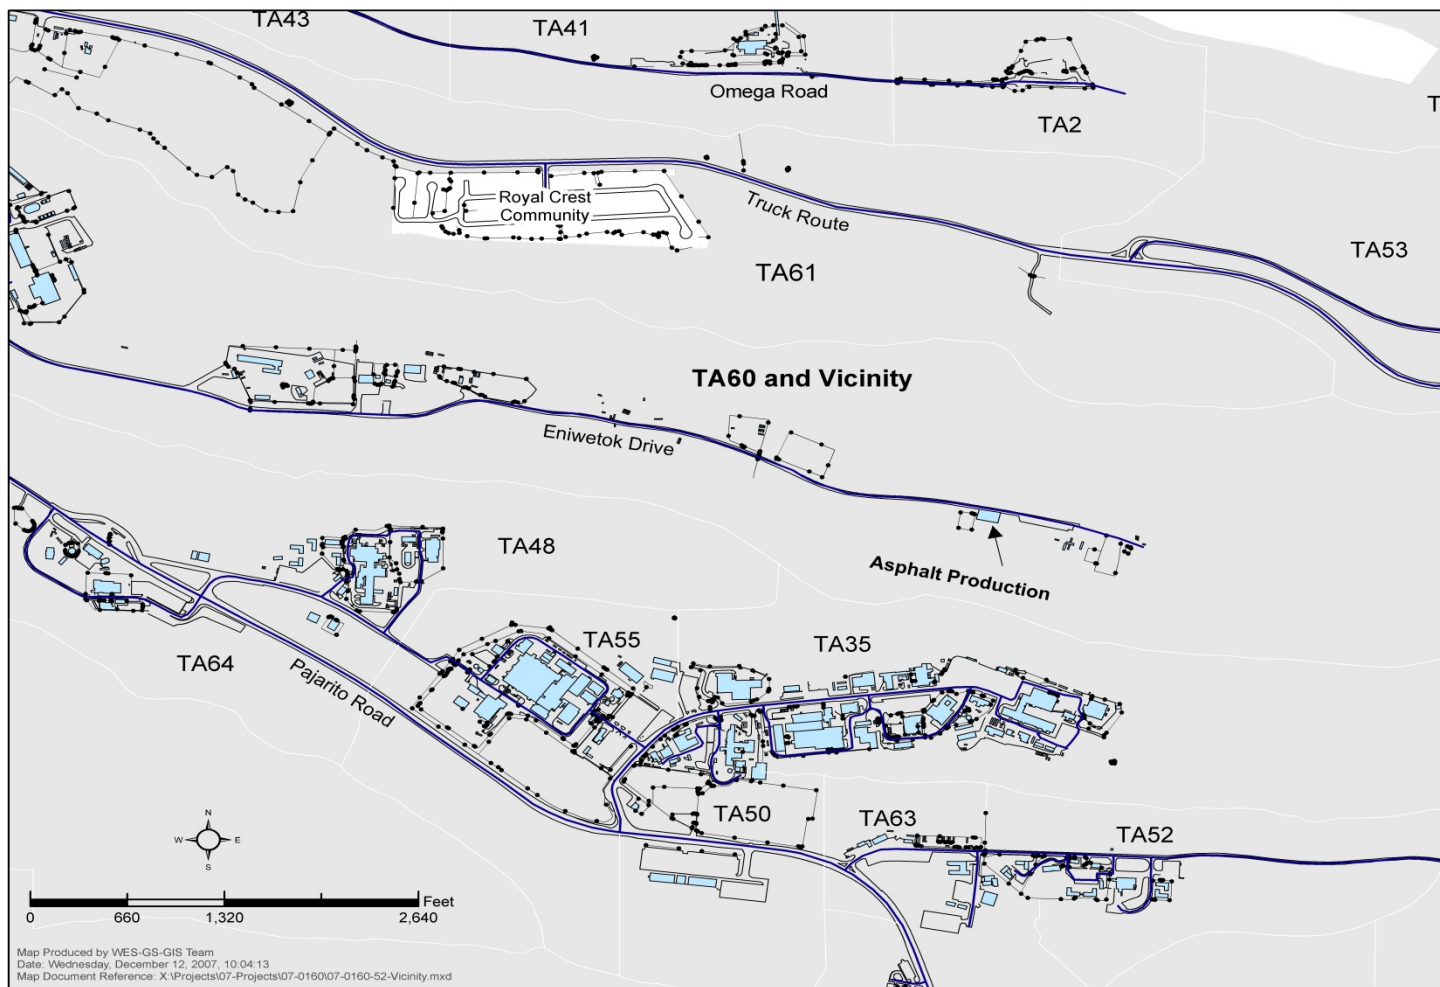 TA43
TA41
Omega Road
TA2
T
Royal Crest
Community
Truck Route
TA53
TA61
TA60 and Vicinity
Eniwetok Drive
Asphalt Production
TA48
TA55
TA35
TA64
Pajarito Road
TA50
TA63
TA52
N
W
E
S
Feet
0
660
1,320
2,640
Map Produced by WES-GS-GIS Team
Date: Wednesday, December 12, 2007, 10:04:13
Map Document Reference: X:\Projects\07-Projects\07-0160\07-0160-52-Vicinity.mxd